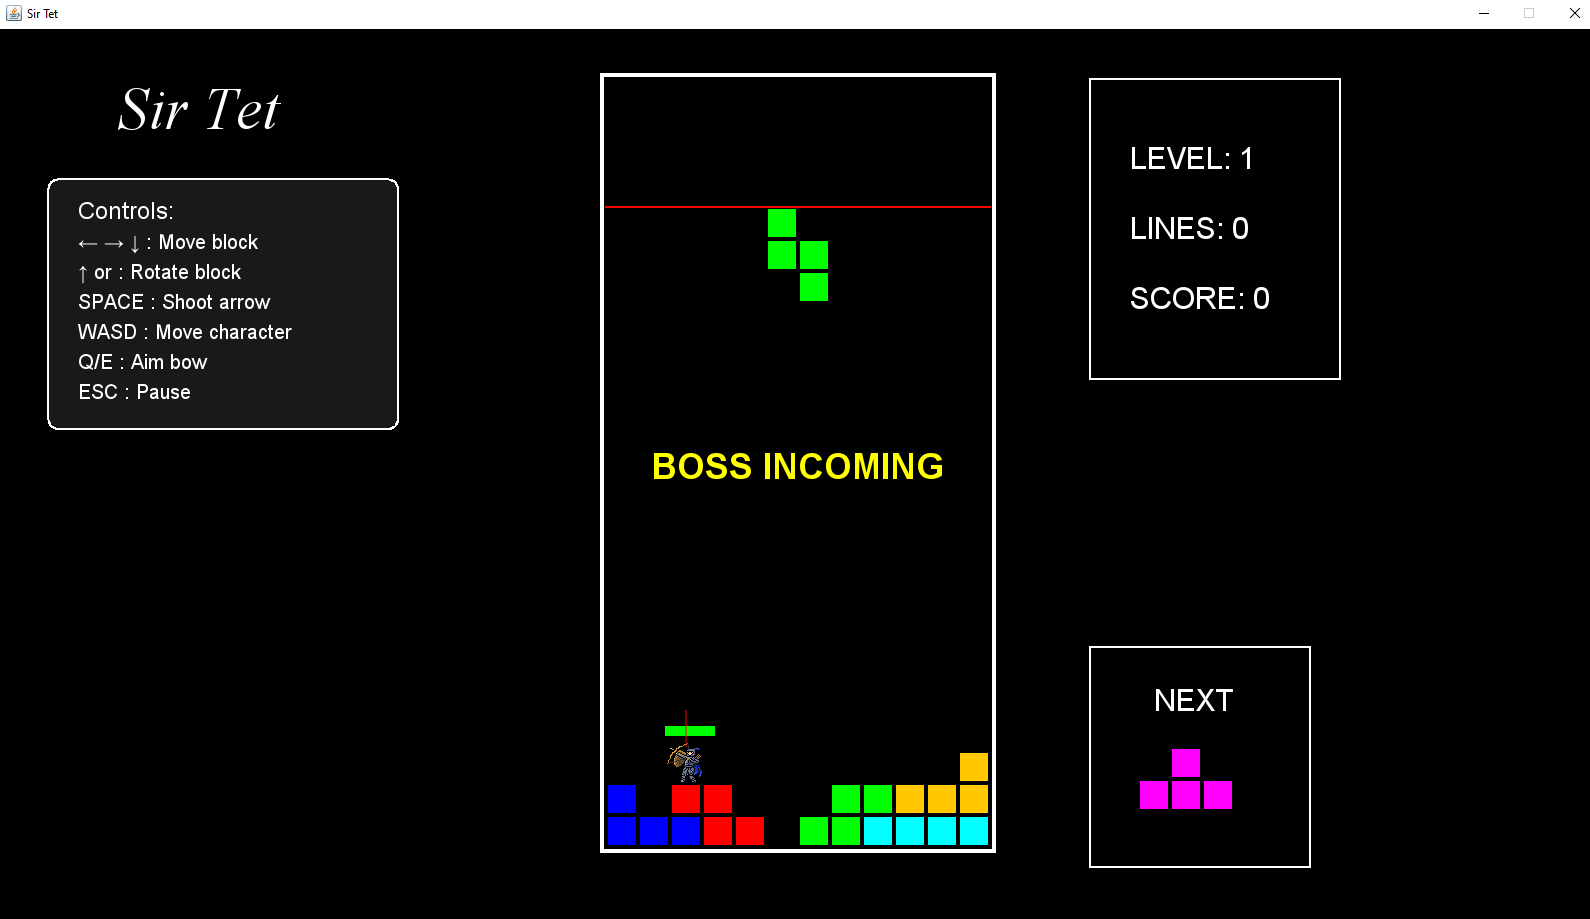 Sir Tet
Sir Tet
Controls:
← → ↓ : Move block
↑ or : Rotate block
SPACE : Shoot arrow
WASD : Move character
Q/E : Aim bow
ESC : Pause
BOSS INCOMING
LEVEL: 1
LINES: 0
SCORE: 0
NEXT